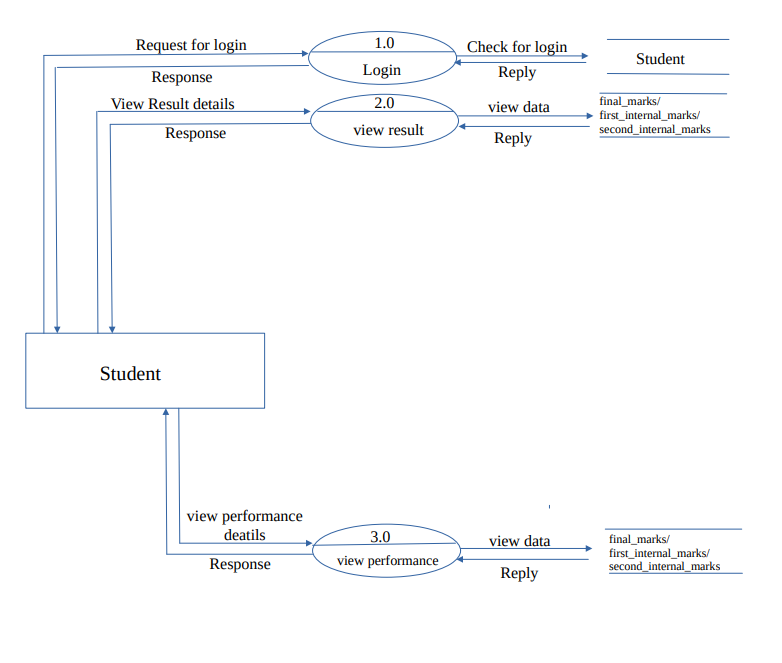 Request for login
1.0
Check for login
Student
Response
Login
Reply
View Result details
2.0
view data
final_marks/
first_internal_marks/
second_internal_marks
Response
view result
Reply
Student
view performance
deatils
3.0
view data
final_marks/
first_internal_marks/
second_internal_marks
Response
view performance
Reply